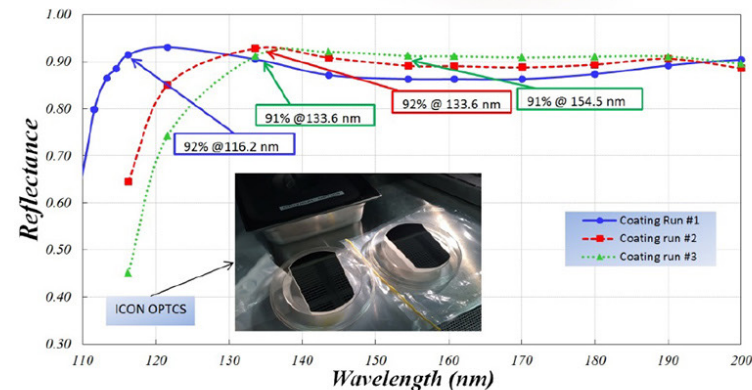 1.00
0.90
0.80
0.70
0.60
0.50
0.40
0.30
Reflectance
92% @116.2 nm
91% @133.6 nm
92% @ 133.6 nm
91% @ 154.5 nm
Coating Run #1
Coating run #2
Coating run #3
ICON OPTCS
110
120
130
140
150
160
170
180
190
200
Wavelength (nm)